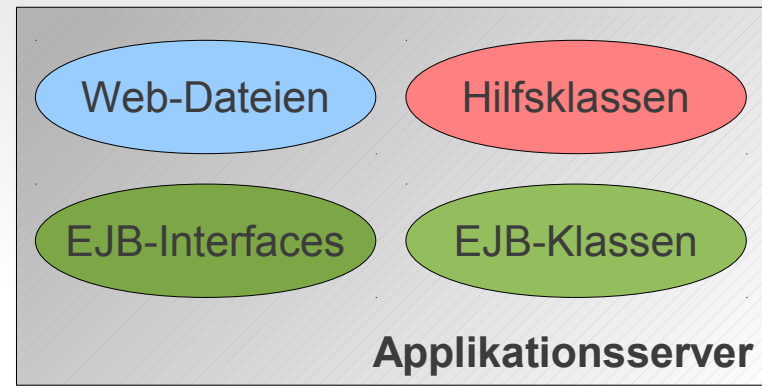 Web-Dateien
Hilfsklassen
EJB-Interfaces
EJB-Klassen
Applikationsserver